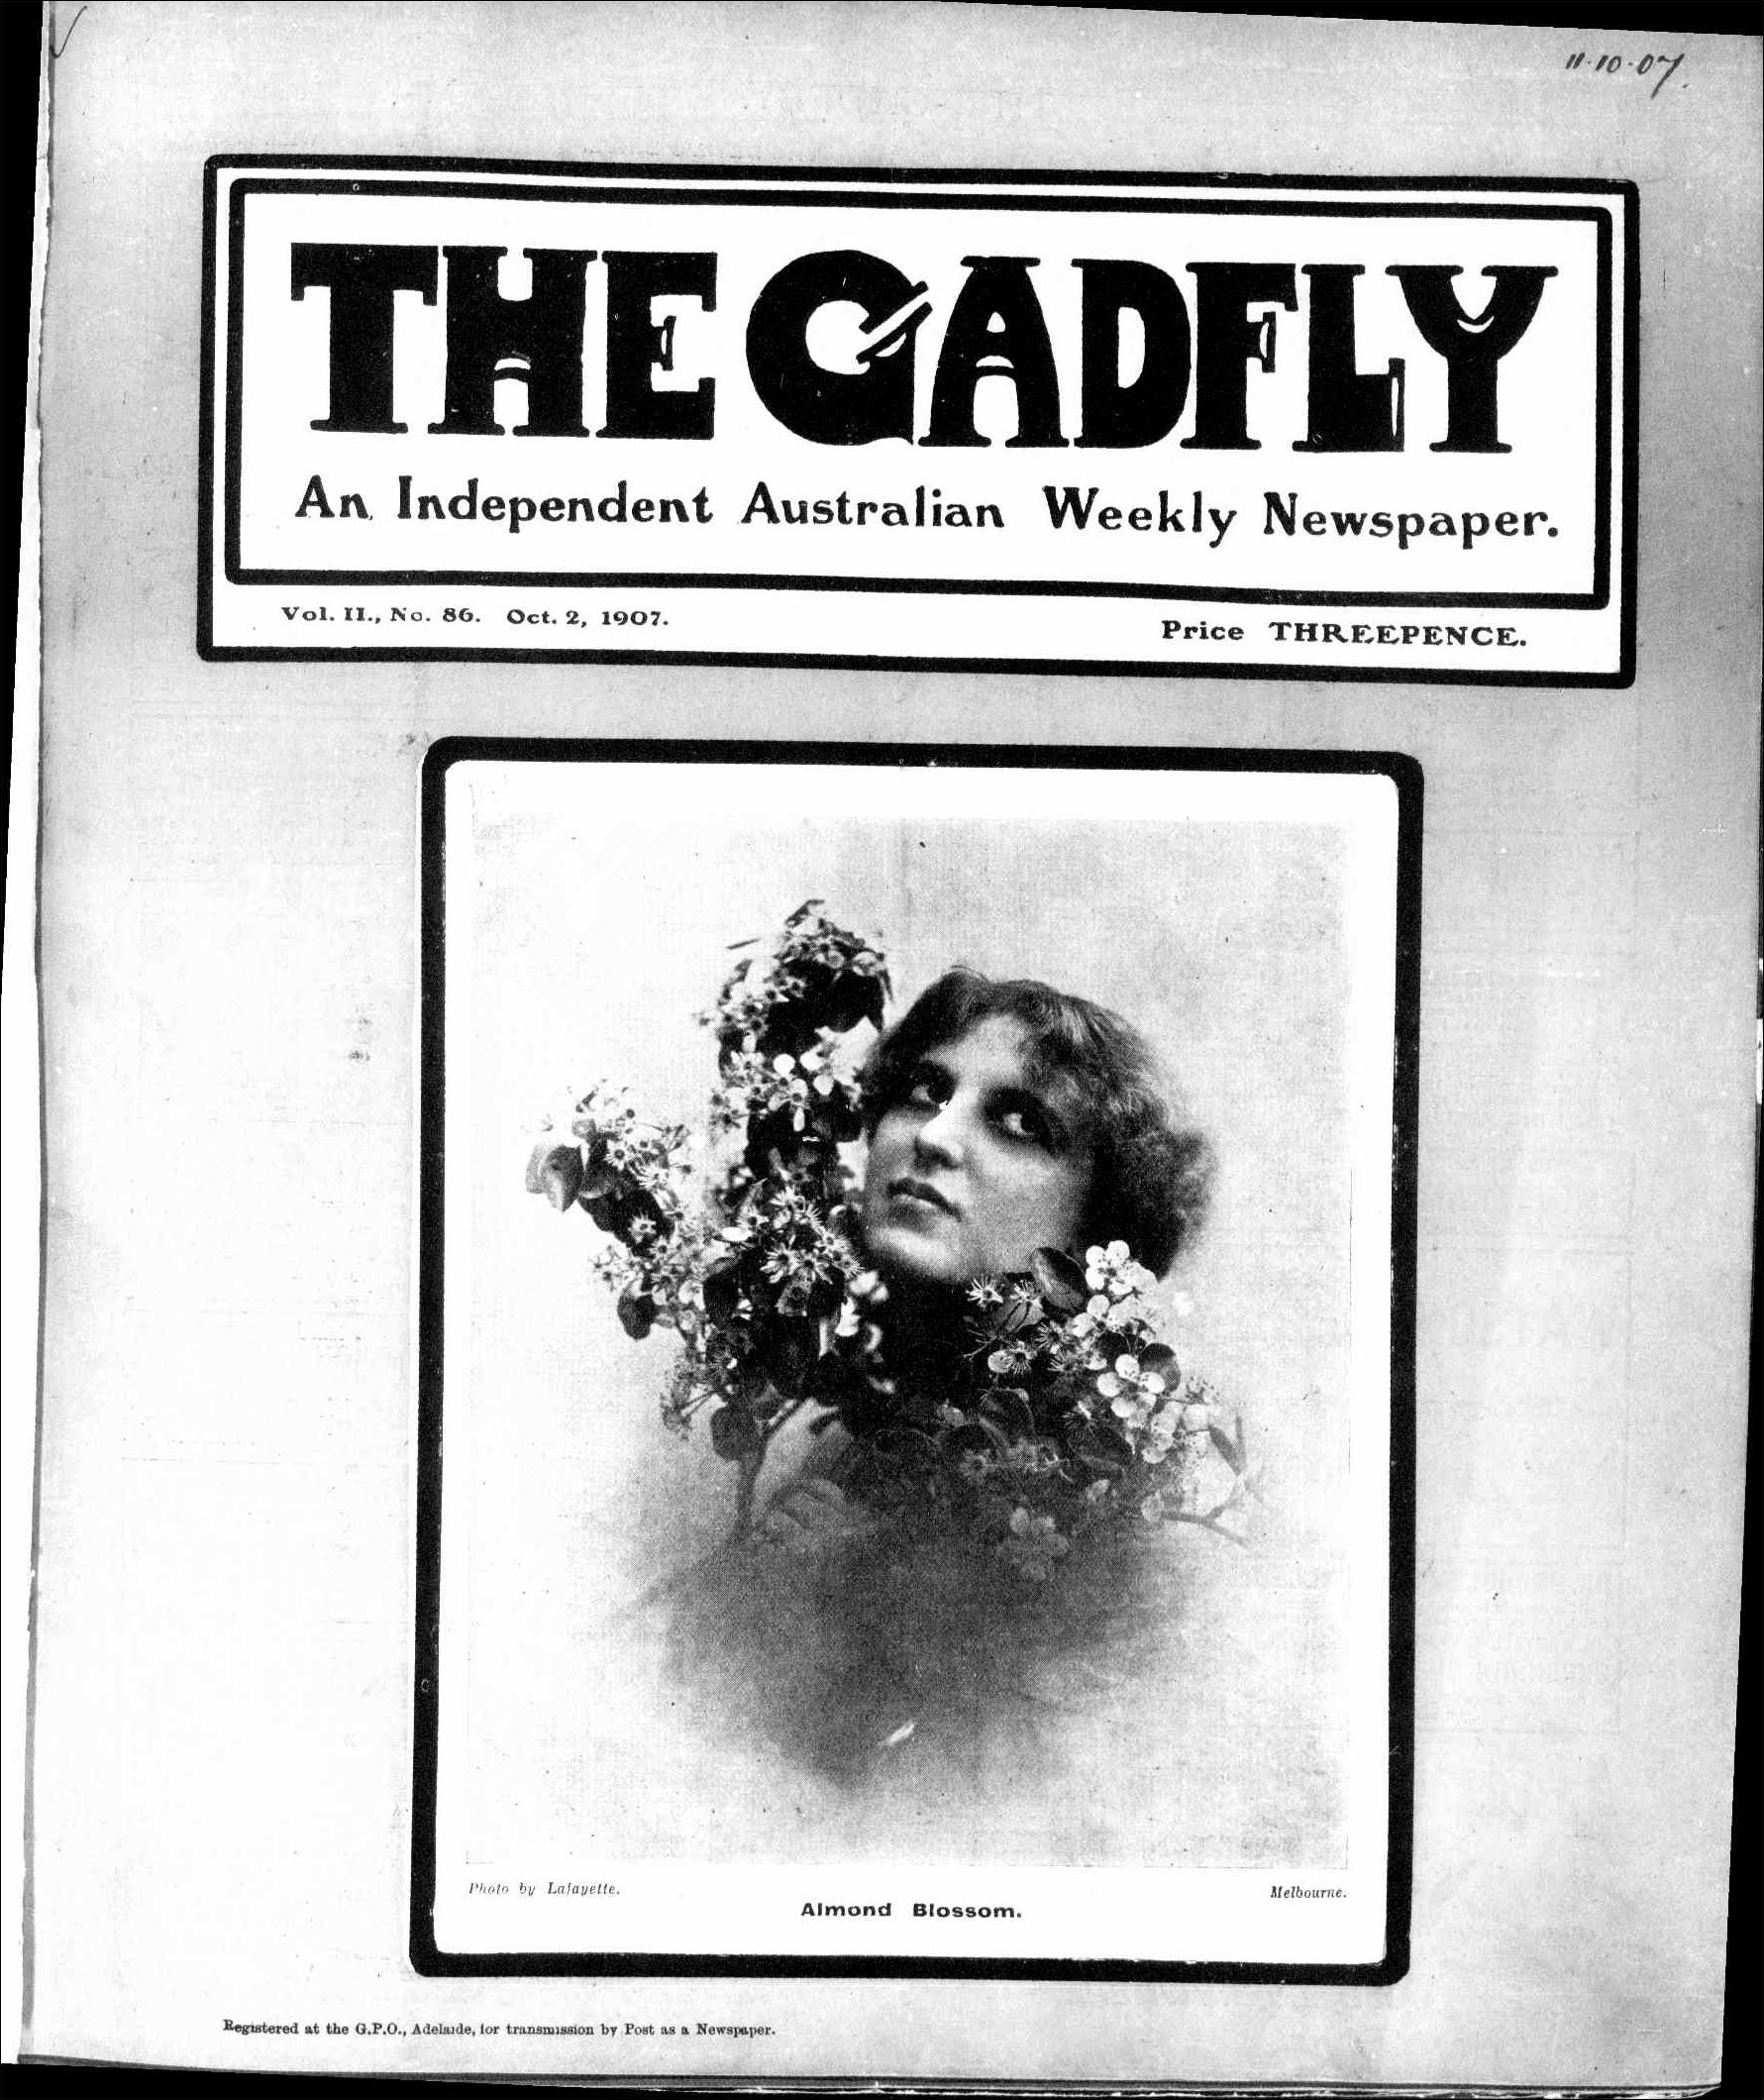 11·10·07.
THE GADFLY
An Independent Australian Weekly Newspaper.
Vol. II., No. 86. Oct. 2, 1907.
Price THREEPENCE.
Photo by Lafayette.
Melbourne.
Almond Blossom.
Registered at the G.P.O., Adelaide, for transmission by Post as a Newspaper.